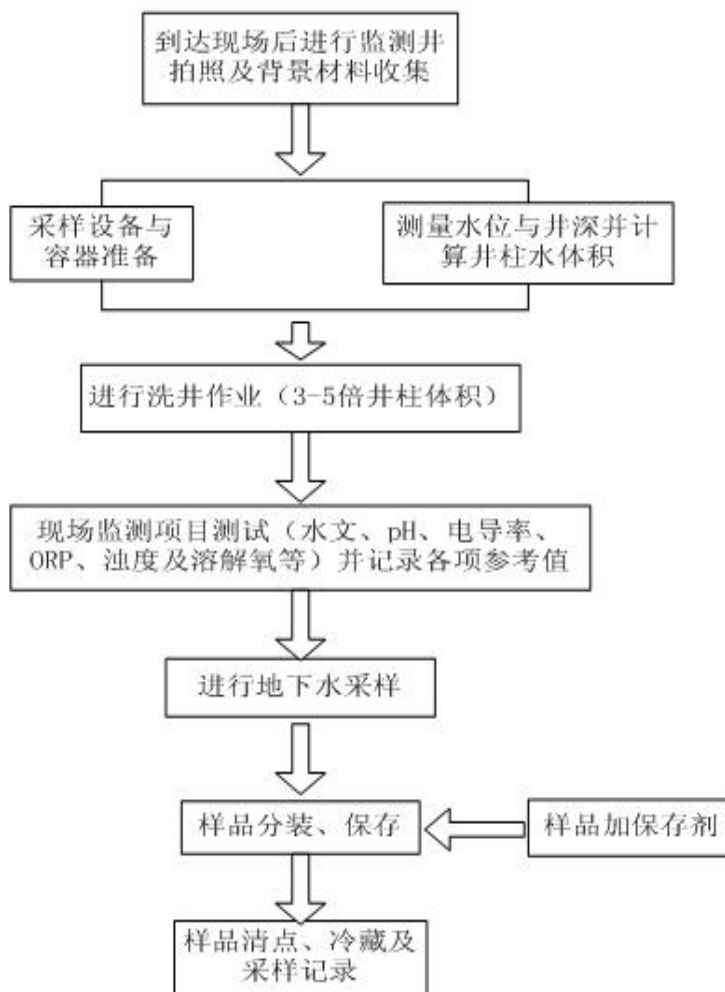 到达现场后进行监测井
拍照及背景材料收集
采样设备与
容器准备
测量水位与井深并计
算井柱水体积
进行洗井作业（3-5倍井柱体积）
现场监测项目测试（水文、pH、电导率、
ORP、浊度及溶解氧等）并记录各项参考值
进行地下水采样
样品分装、保存
样品加保存剂
样品清点、冷藏及
采样记录